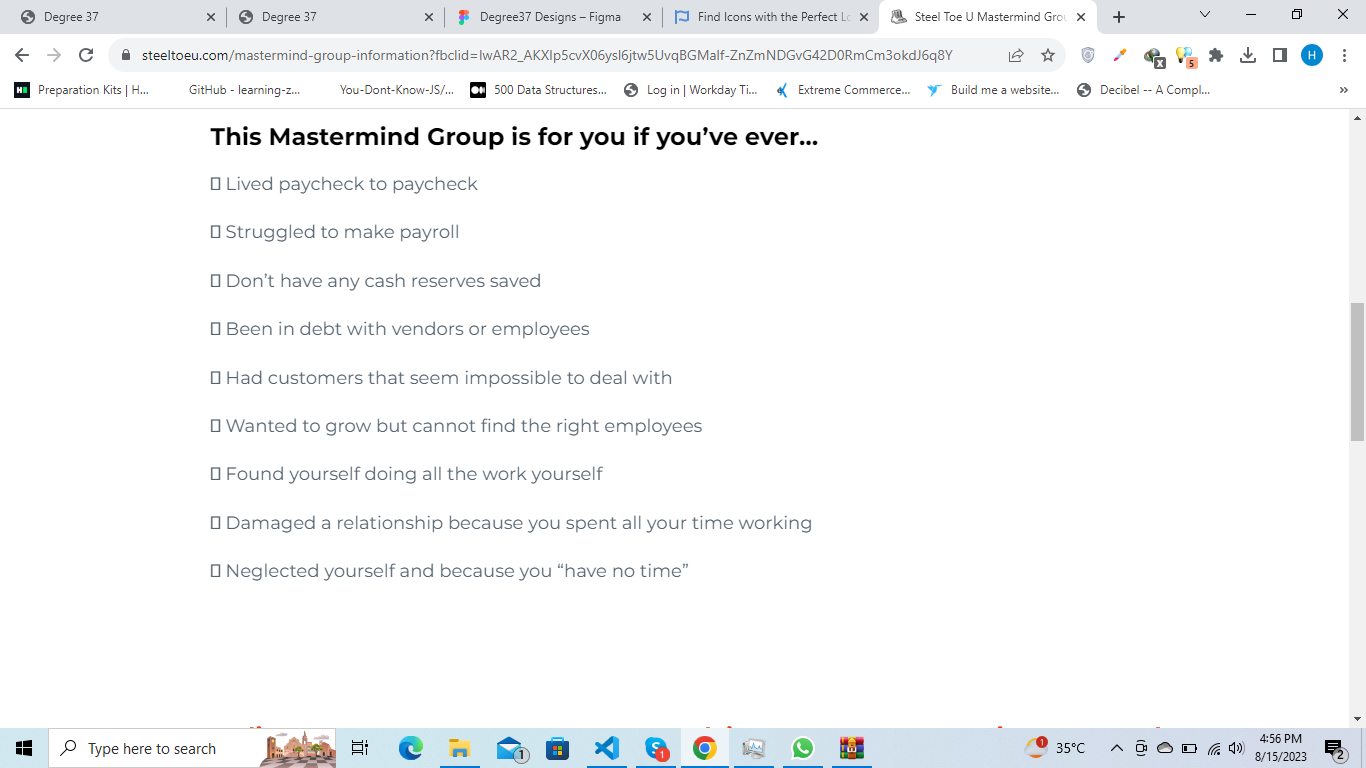 Degree 37
Degree 37
Degree37 Designs – Figma
Find Icons with the Perfect Lo
Steel Toe U Mastermind Grou
steeltoeu.com/mastermind-group-information?fbclid=IwAR2_AKXIp5cvX06ysI6jtw5UvqBGMaIf-ZnZmNDGvG42D0RmCm3okdJ6q8Y
X
5
H
Preparation Kits | H...
GitHub - learning-z...
You-Dont-Know-JS/...
500 Data Structures...
Log in | Workday Ti...
Extreme Commerce...
Build me a website...
Decibel -- A Compl...
»
This Mastermind Group is for you if you’ve ever...
Lived paycheck to paycheck
Struggled to make payroll
Don’t have any cash reserves saved
Been in debt with vendors or employees
Had customers that seem impossible to deal with
Wanted to grow but cannot find the right employees
Found yourself doing all the work yourself
Damaged a relationship because you spent all your time working
Neglected yourself and because you “have no time”
Type here to search
1
1
1
35°C
4:56 PM
8/15/2023
2